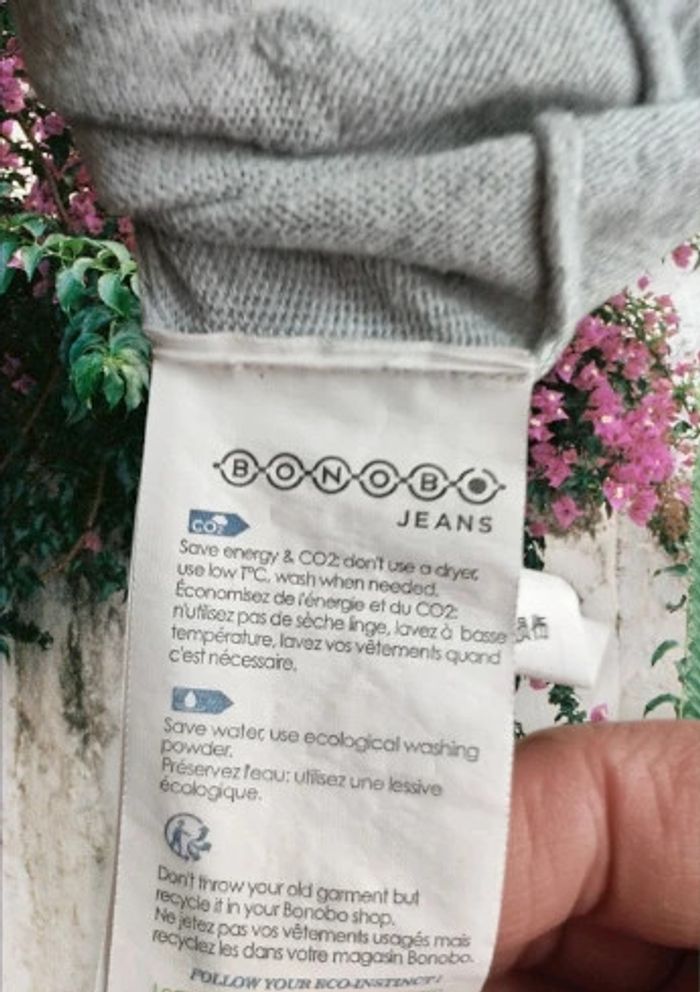 BONOBO
JEANS
CO2
Save energy & CO2: don't use a dryer,
use low T°C, wash when needed.
Économisez de l'énergie et du CO2:
n'utilisez pas de sèche linge, lavez à basse
température, lavez vos vêtements quand
c'est nécessaire.
Save water, use ecological washing
powder.
Préservez l'eau: utilisez une lessive
écologique.
Don't throw your old garment but
recycle it in your Bonobo shop.
Ne jetez pas vos vêtements usagés mais
recyclez les dans votre magasin Bonobo.
FOLLOW YOUR ECO-INSTINCT!